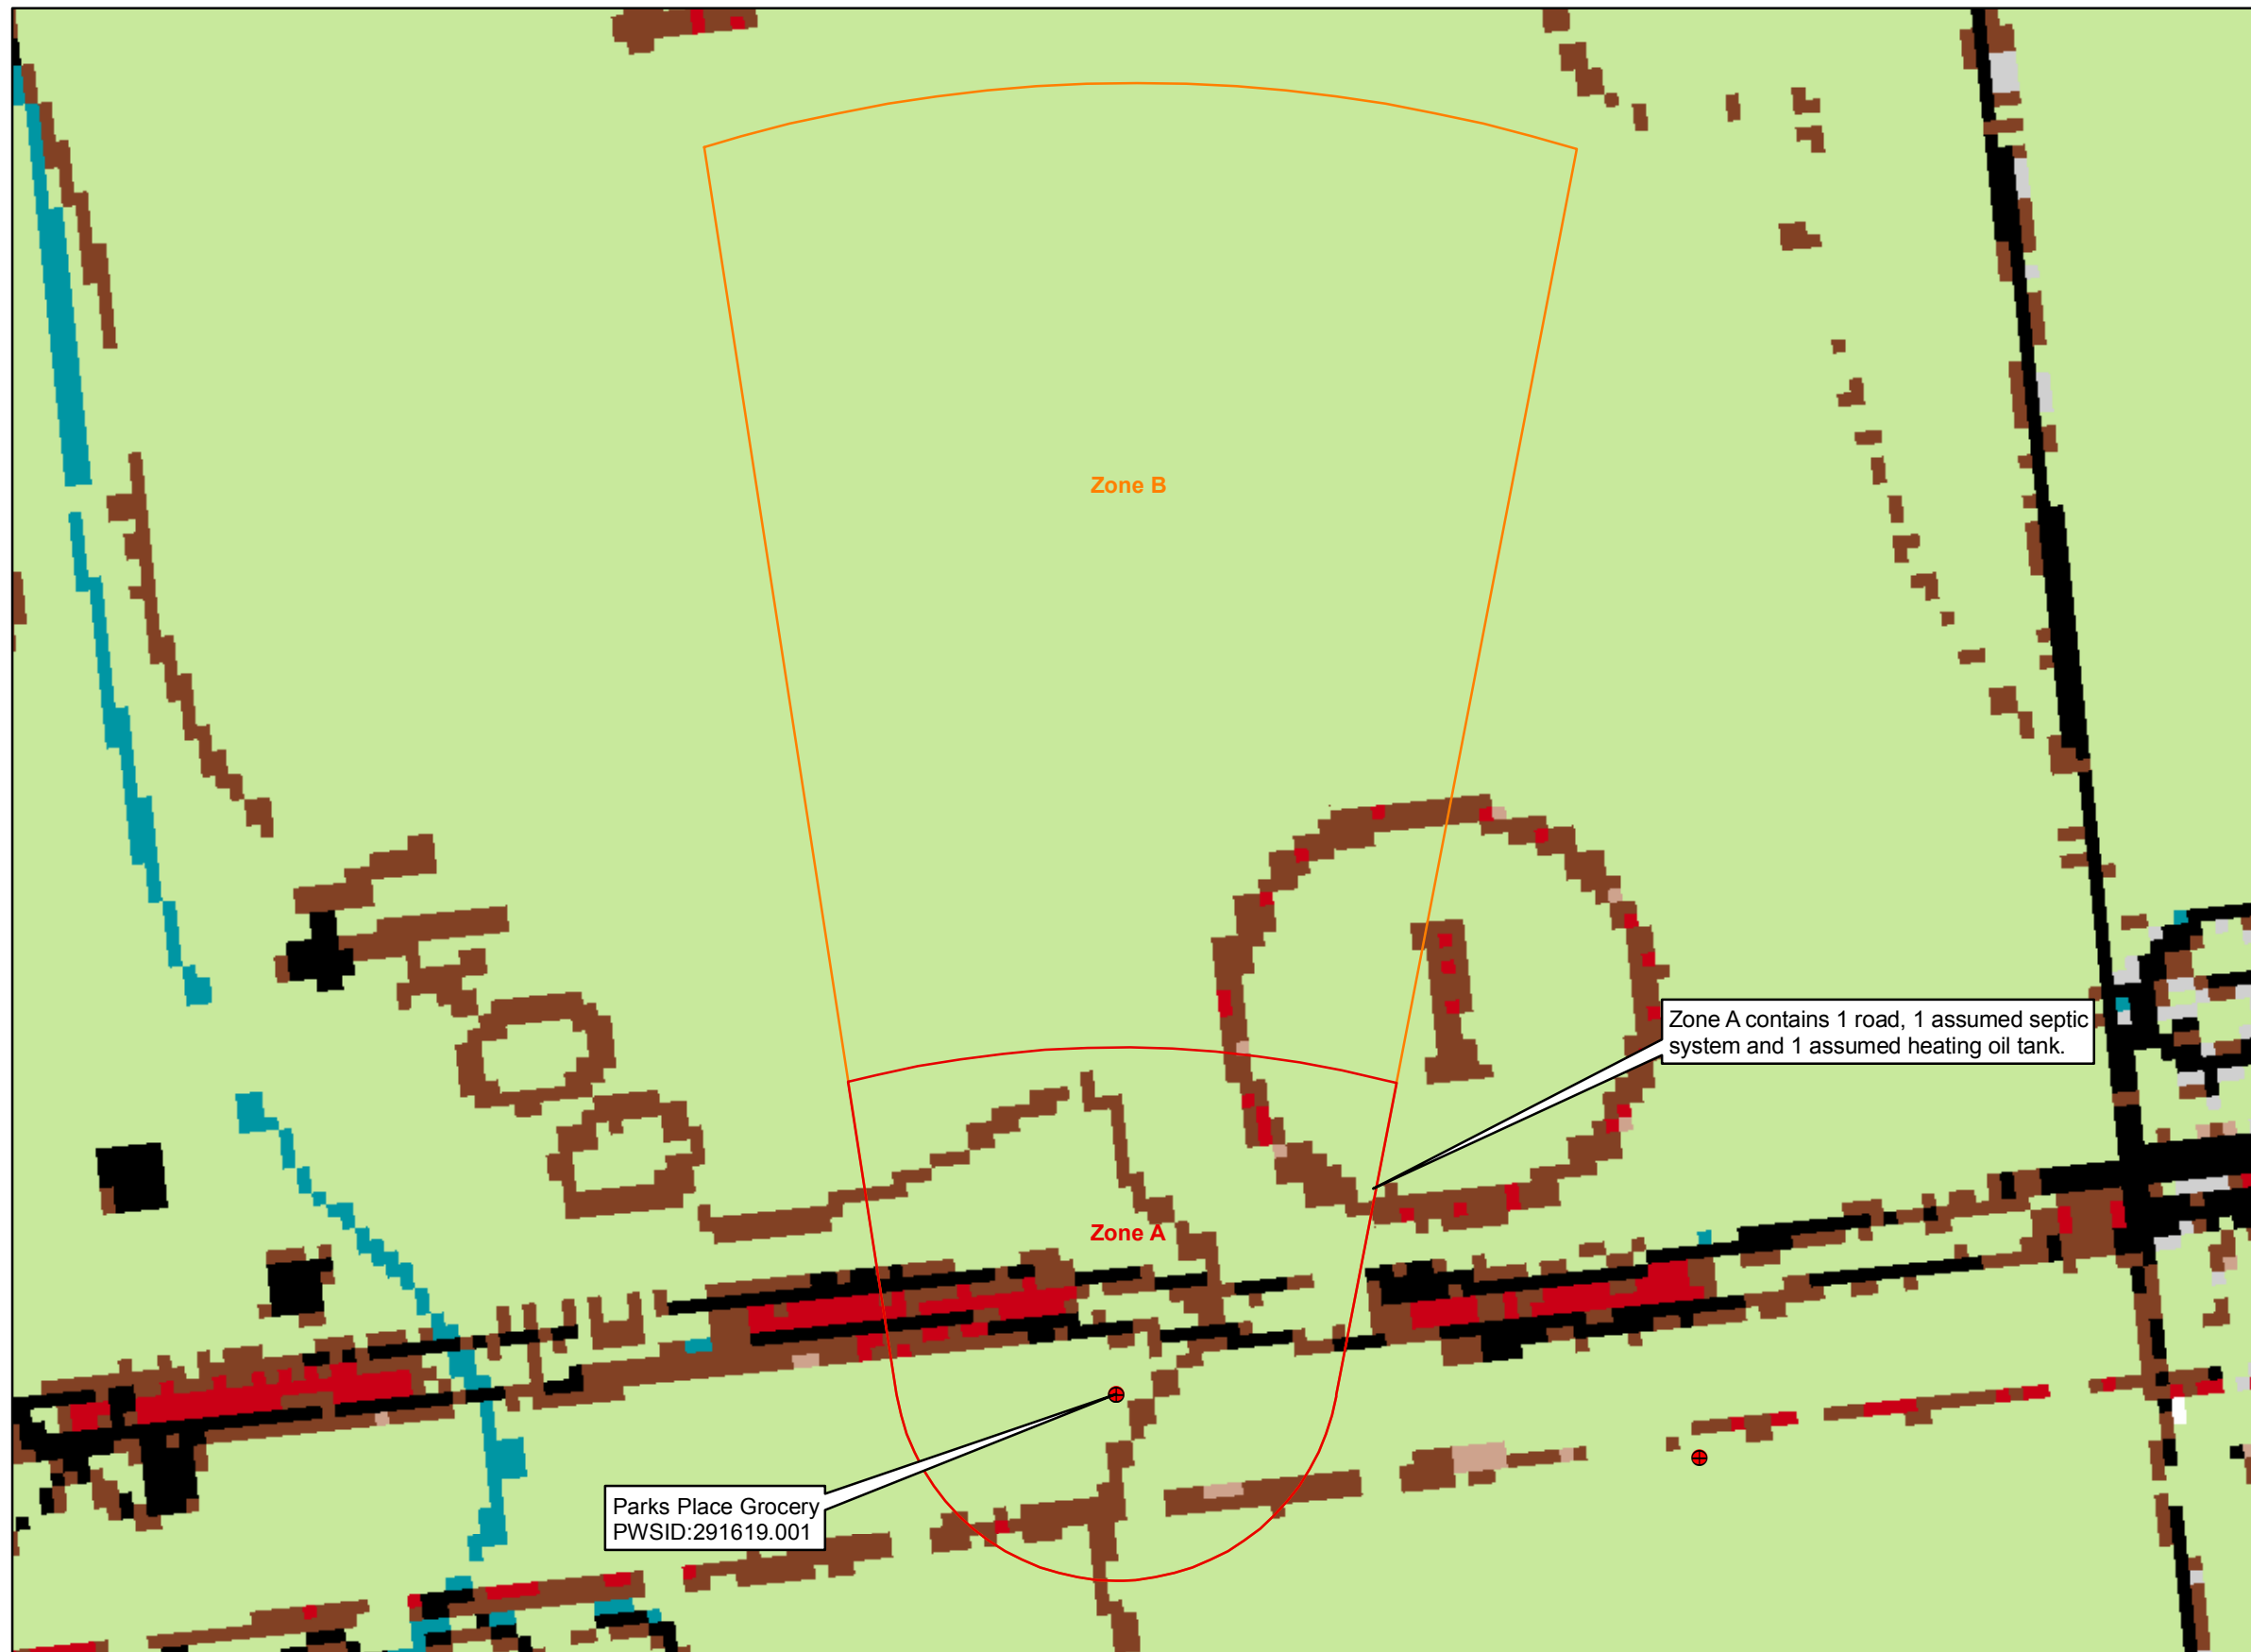 Zone B
Zone A contains 1 road, 1 assumed septic
system and 1 assumed heating oil tank.
Zone A
Parks Place Grocery
PWSID:291619.001